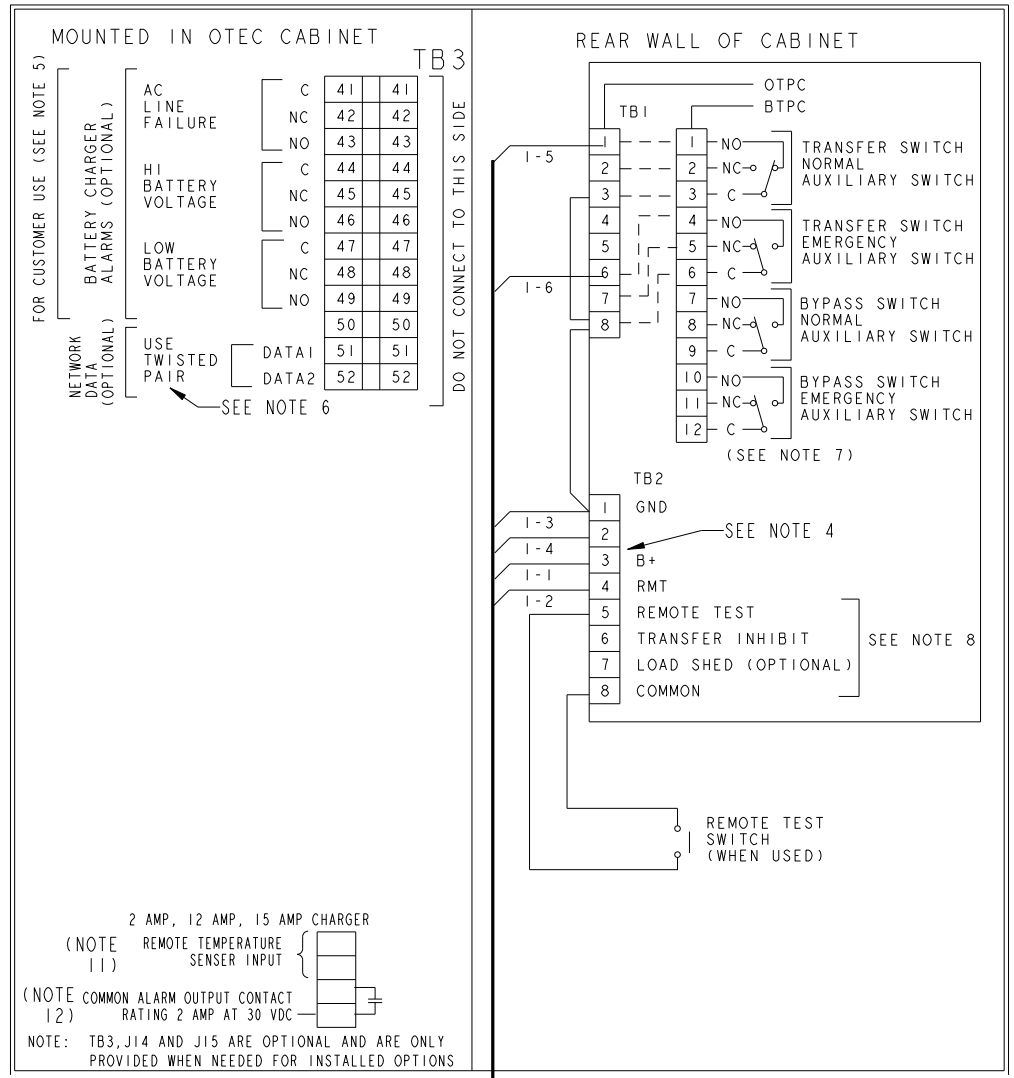 MOUNTED IN OTEC CABINET
TB3
FOR CUSTOMER USE (SEE NOTE 5)
BATTERY CHARGER
ALARMS (OPTIONAL)
AC
LINE
FAILURE
C 41 41
NC 42 42
NO 43 43
HI
BATTERY
VOLTAGE
C 44 44
NC 45 45
NO 46 46
LOW
BATTERY
VOLTAGE
C 47 47
NC 48 48
NO 49 49
50 50
NETWORK
DATA
(OPTIONAL)
USE
TWISTED
PAIR
DATA1 51 51
DATA2 52 52
SEE NOTE 6
DO NOT CONNECT TO THIS SIDE
2 AMP, 12 AMP, 15 AMP CHARGER
(NOTE
11)
REMOTE TEMPERATURE
SENSER INPUT
(NOTE
12)
COMMON ALARM OUTPUT CONTACT
RATING 2 AMP AT 30 VDC
NOTE: TB3,J14 AND J15 ARE OPTIONAL AND ARE ONLY
PROVIDED WHEN NEEDED FOR INSTALLED OPTIONS
REAR WALL OF CABINET
OTPC
BTPC
TB1
1-5
1-6
1
2
3
4
5
6
7
8
1 NO
2 NC
3 C
TRANSFER SWITCH
NORMAL
AUXILIARY SWITCH
4 NO
5 NC
6 C
TRANSFER SWITCH
EMERGENCY
AUXILIARY SWITCH
7 NO
8 NC
9 C
BYPASS SWITCH
NORMAL
AUXILIARY SWITCH
10 NO
11 NC
12 C
BYPASS SWITCH
EMERGENCY
AUXILIARY SWITCH
(SEE NOTE 7)
TB2
1-3
1-4
1-1
1-2
1 GND
2
3 B+
4 RMT
5 REMOTE TEST
6 TRANSFER INHIBIT
7 LOAD SHED (OPTIONAL)
8 COMMON
SEE NOTE 4
SEE NOTE 8
REMOTE TEST
SWITCH
(WHEN USED)